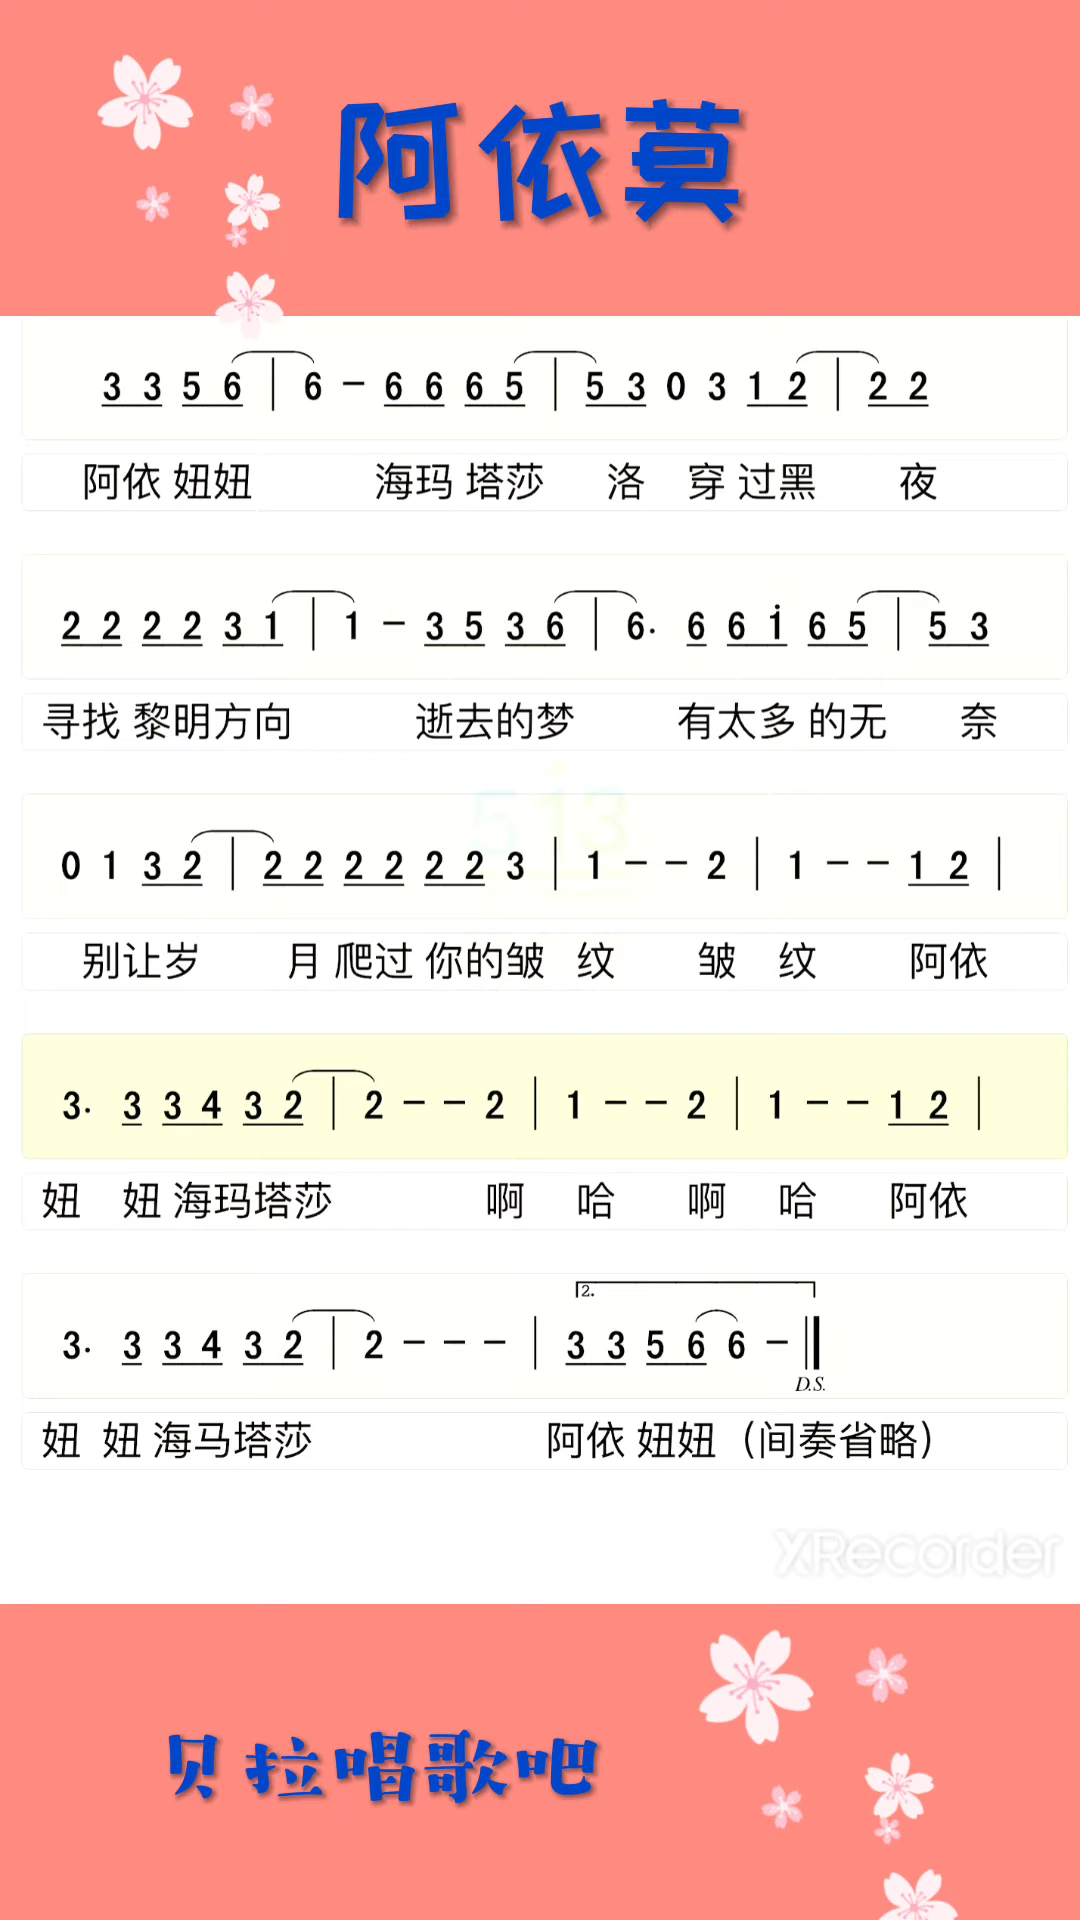 阿依莫
3 3 5 6 | 6 - 6 6 6 5 | 5 3 0 3 1 2 | 2 2
阿依 妞妞 海玛 塔莎 洛 穿 过黑 夜
2 2 2 2 3 1 | 1 - 3 5 3 6 | 6· 6 6 i 6 5 | 5 3
寻找 黎明方向 逝去的梦 有太多 的无 奈
0 1 3 2 | 2 2 2 2 2 2 3 | 1 - - 2 | 1 - - 1 2 |
别让岁 月 爬过 你的皱 纹 皱 纹 阿依
3· 3 3 4 3 2 | 2 - - 2 | 1 - - 2 | 1 - - 1 2 |
妞 妞 海玛塔莎 啊 哈 啊 哈 阿依
2.
3· 3 3 4 3 2 | 2 - - - | 3 3 5 6 6 - ‖
D.S.
妞 妞 海马塔莎 阿依 妞妞（间奏省略）
XRecorder
贝拉唱歌吧